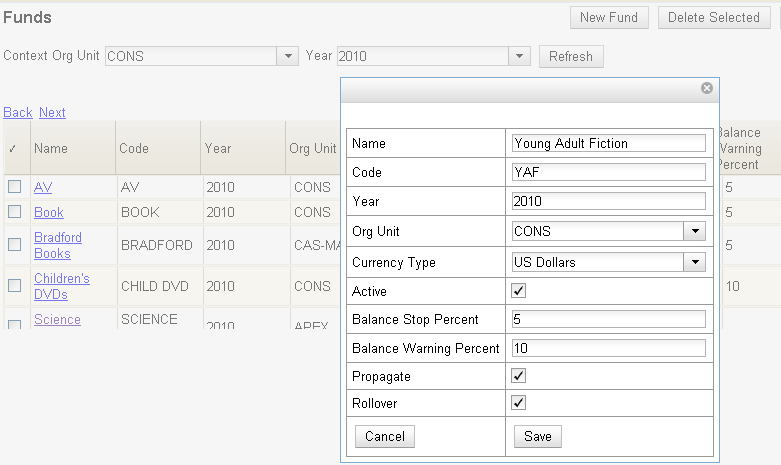 Funds
New Fund Delete Selected
Context Org Unit CONS Year 2010 Refresh
Back Next
✓ Name Code Year Org Unit Balance Warning Percent
AV AV 2010 CONS 5
Book BOOK 2010 CONS 5
Bradford Books BRADFORD 2010 CAS-MA 5
Children's DVDs CHILD DVD 2010 CONS 10
Science SCIENCE 2010 APEX
Name Young Adult Fiction
Code YAF
Year 2010
Org Unit CONS
Currency Type US Dollars
Active
Balance Stop Percent 5
Balance Warning Percent 10
Propagate
Rollover
Cancel Save